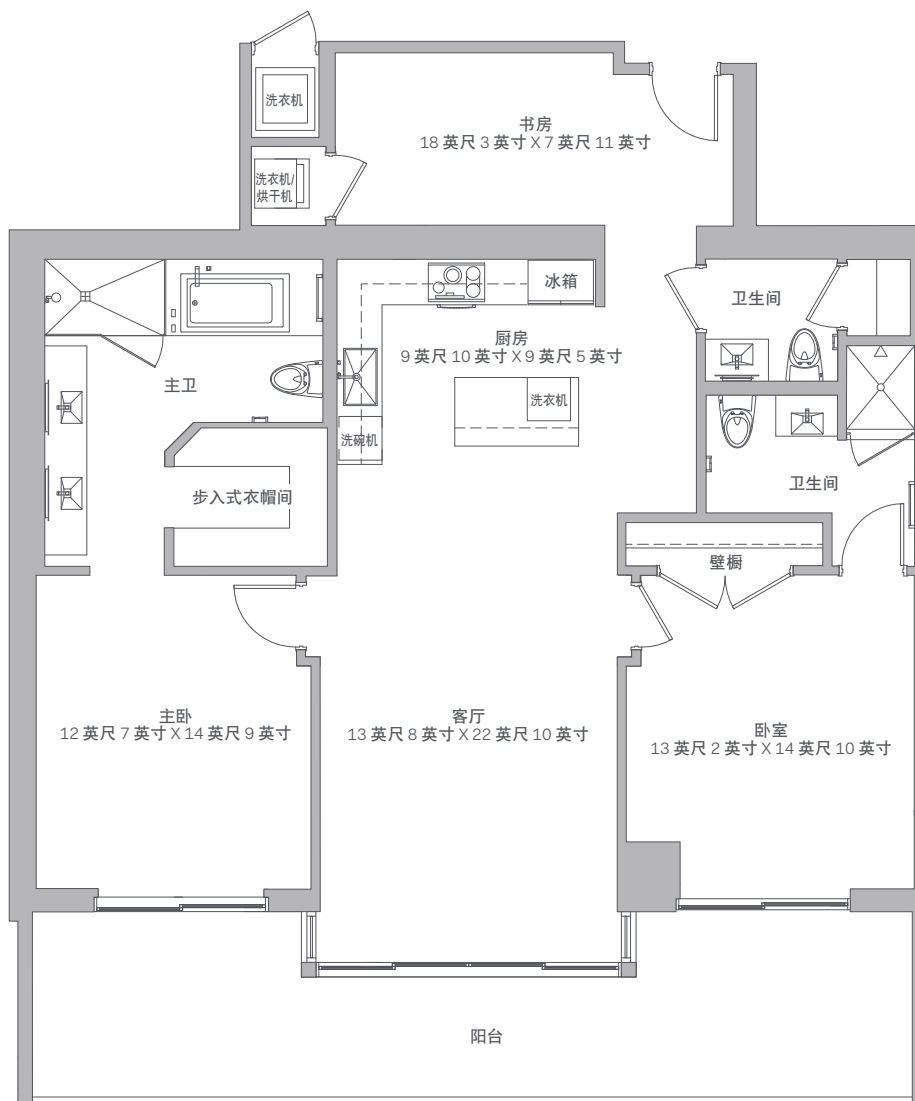 洗衣机
书房
18 英尺 3 英寸 X 7 英尺 11 英寸
洗衣机/
烘干机
冰箱
卫生间
厨房
9 英尺 10 英寸 X 9 英尺 5 英寸
主卫
洗衣机
洗碗机
卫生间
步入式衣帽间
壁橱
主卧
12 英尺 7 英寸 X 14 英尺 9 英寸
客厅
13 英尺 8 英寸 X 22 英尺 10 英寸
卧室
13 英尺 2 英寸 X 14 英尺 10 英寸
阳台